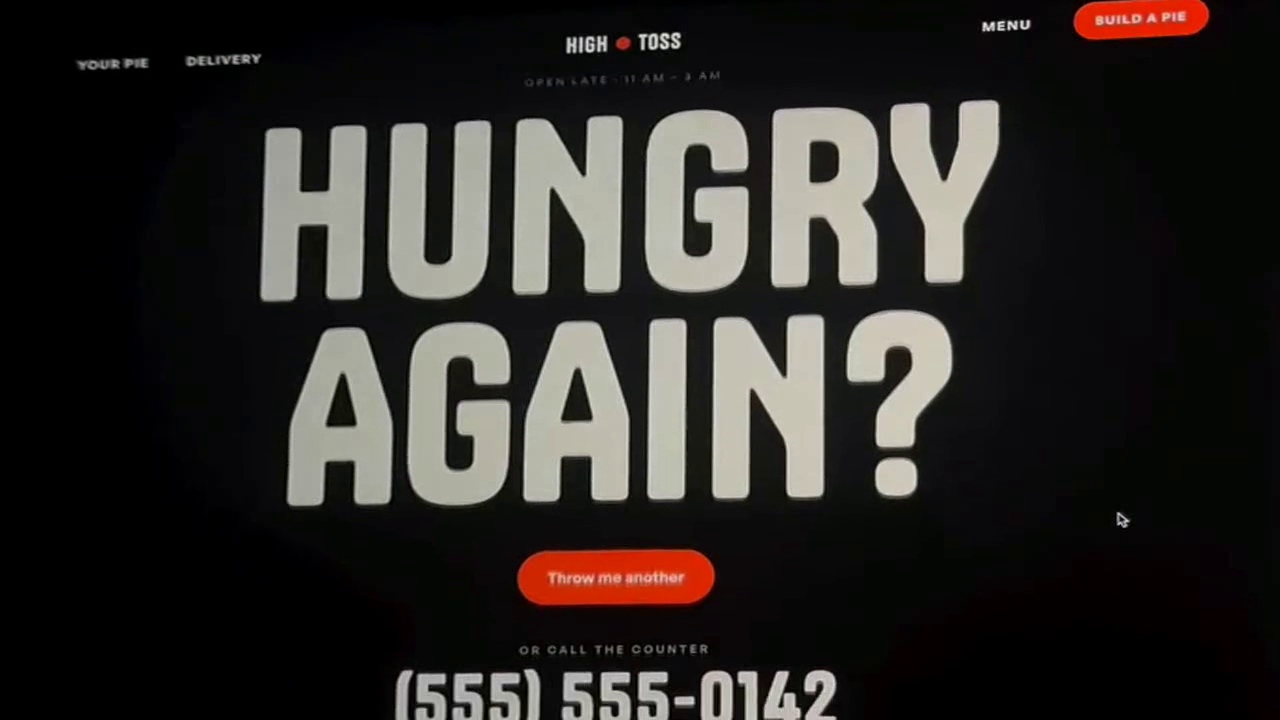 YOUR PIE
DELIVERY
HIGH TOSS
MENU
BUILD A PIE
OPEN LATE · 11 AM – 3 AM
HUNGRY
AGAIN?
Throw me another
OR CALL THE COUNTER
(555) 555-0142